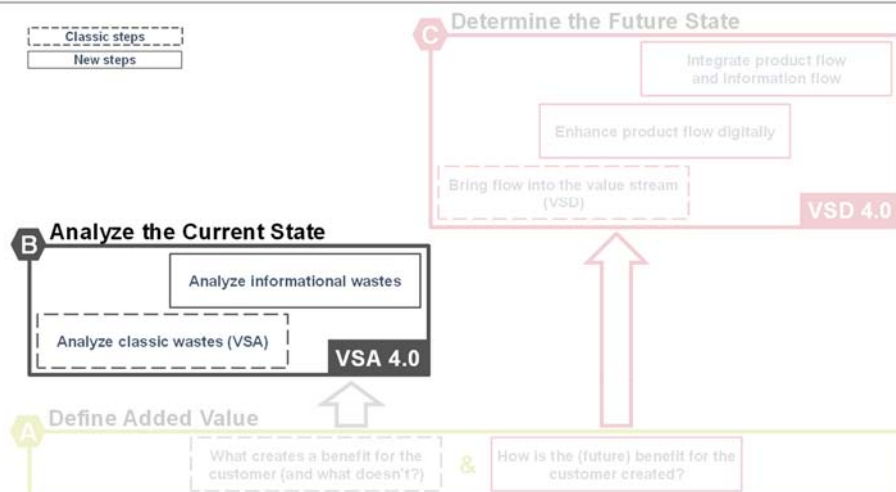 Classic steps
New steps
C Determine the Future State
Integrate product flow
and information flow
Enhance product flow digitally
Bring flow into the value stream
(VSD)
VSD 4.0
B Analyze the Current State
Analyze informational wastes
Analyze classic wastes (VSA)
VSA 4.0
A Define Added Value
What creates a benefit for the
customer (and what doesn't?)
&
How is the (future) benefit for the
customer created?